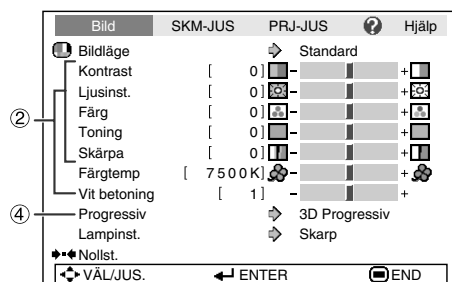 Bild SKM-JUS PRJ-JUS ? Hjälp
Bildläge Standard
Kontrast [ 0] - +
Ljusinst. [ 0] - +
② Färg [ 0] - +
Toning [ 0] - +
Skärpa [ 0] - +
Färgtemp [ 7500K] - +
Vit betoning [ 1] - +
④ Progressiv 3D Progressiv
Lampinst. Skarp
Nollst.
VÄL/JUS. ENTER END